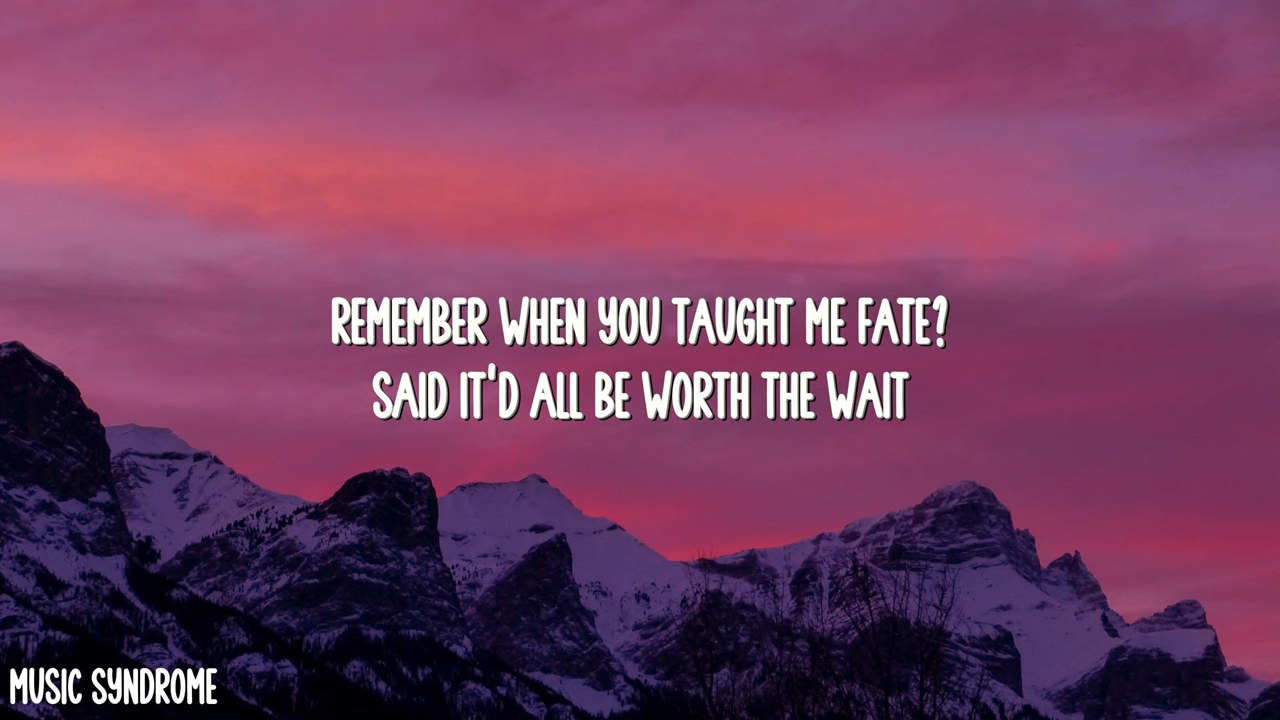 REMEMBER WHEN YOU TAUGHT ME FATE?
SAID IT'D ALL BE WORTH THE WAIT
MUSIC SYNDROME